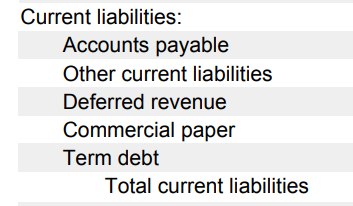 Current liabilities:
Accounts payable
Other current liabilities
Deferred revenue
Commercial paper
Term debt
Total current liabilities